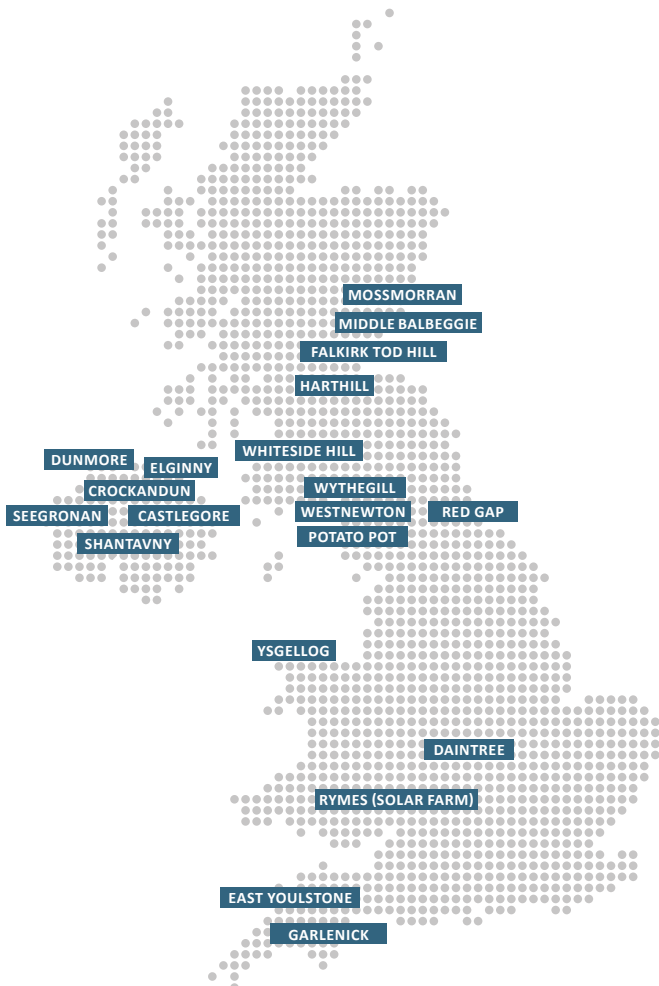 MOSSMORRAN
MIDDLE BALBEGGIE
FALKIRK TOD HILL
HARTHILL
WHITESIDE HILL
DUNMORE
ELGINNY
CROCKANDUN
WYTHEGILL
SEEGRONAN
CASTLEGORE
WESTNEWTON
RED GAP
POTATO POT
SHANTAVNY
YSGELLOG
DAINTREE
RYMES (SOLAR FARM)
EAST YOULSTONE
GARLENICK